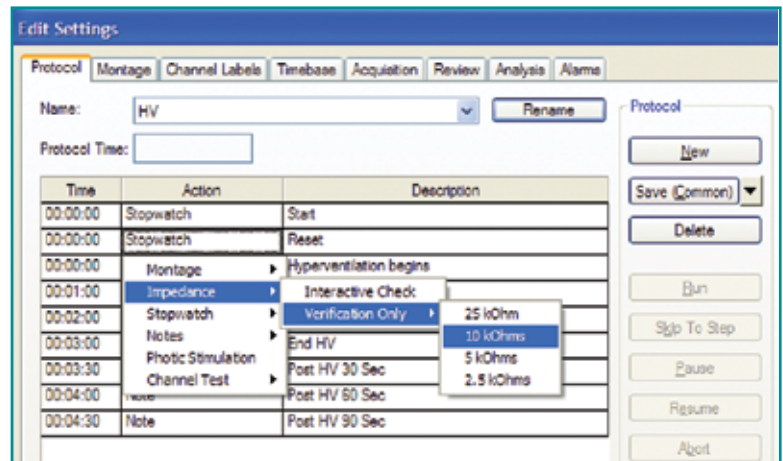 Edit Settings
Protocol Montage Channel Labels Timebase Acquisition Review Analysis Alarms
Name: HV Rename
Protocol Time:
Protocol
New
Save (Common)
Delete
Run
Skip To Step
Pause
Resume
Abort
Time Action Description
00:00:00 Stopwatch Start
00:00:00 Stopwatch Reset
00:00:00 Hyperventilation begins
00:01:00
00:02:00
00:03:00 End HV
00:03:30 Post HV 30 Sec
00:04:00 Note Post HV 60 Sec
00:04:30 Note Post HV 90 Sec
Montage
Impedance
Stopwatch
Notes
Photic Stimulation
Channel Test
Interactive Check
Verification Only
25 kOhm
10 kOhms
5 kOhms
2.5 kOhms